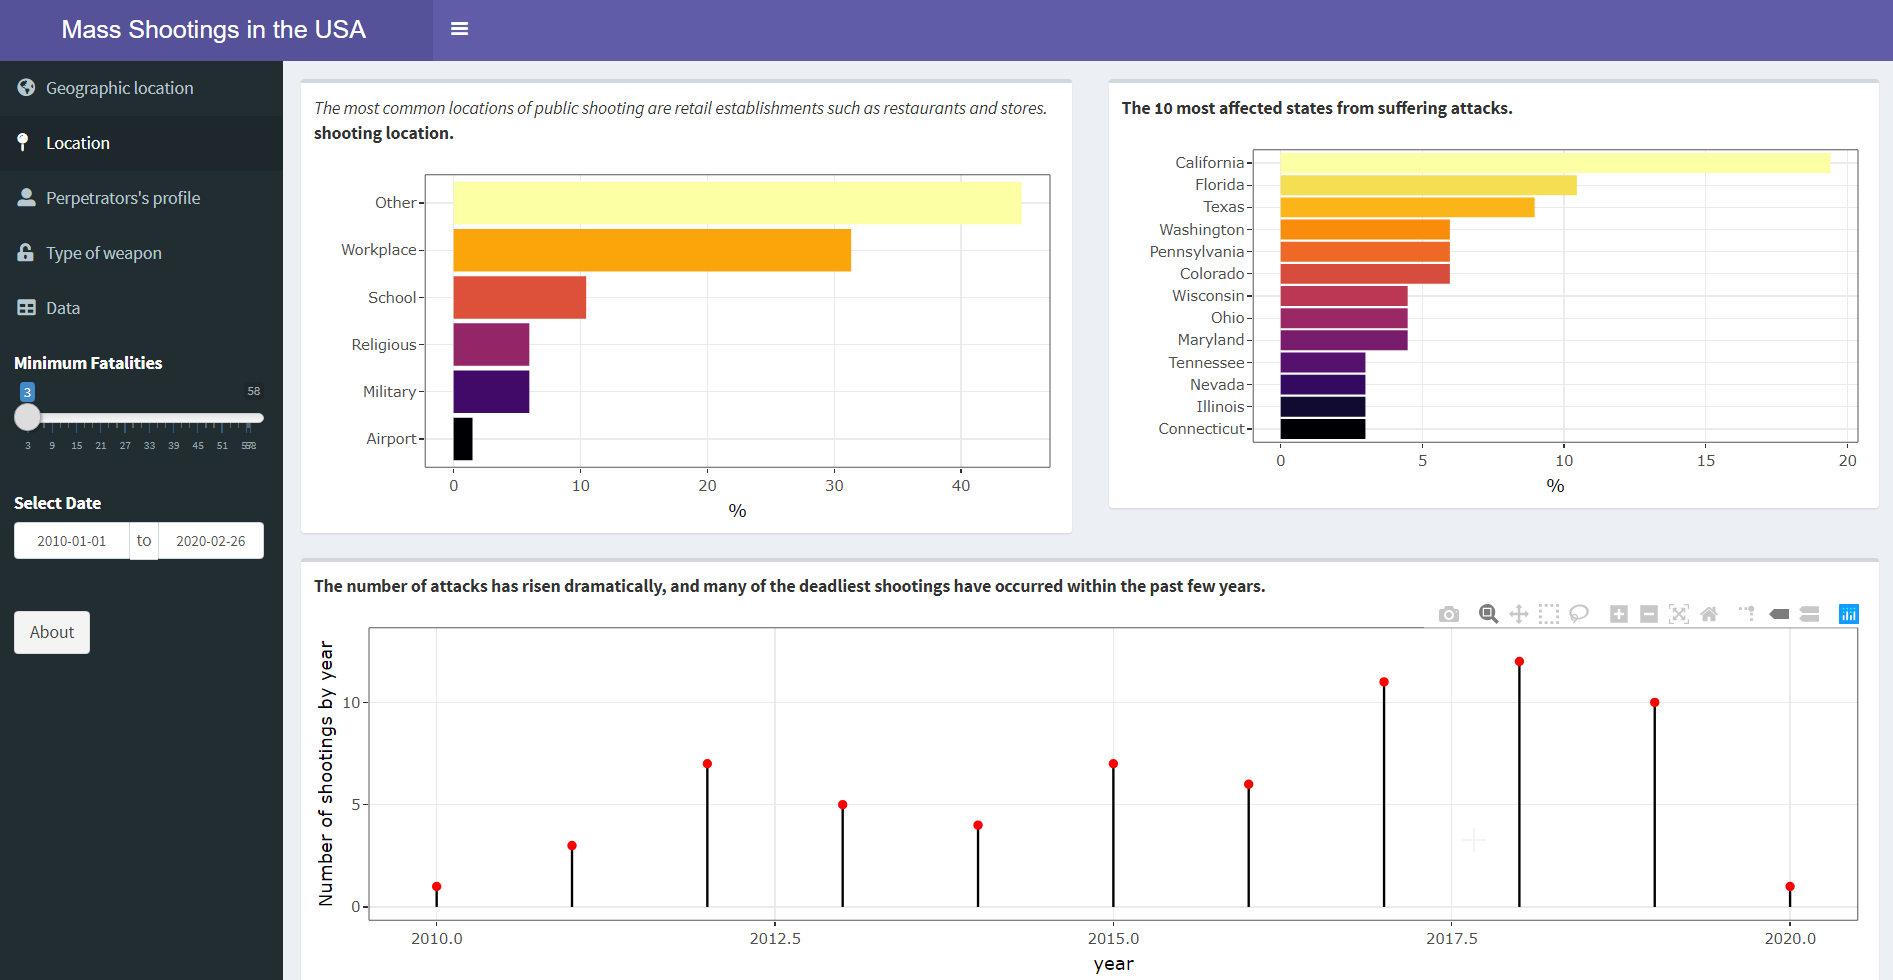 Mass Shootings in the USA
Geographic location
Location
Perpetrators's profile
Type of weapon
Data
Minimum Fatalities
3
58
3 9 15 21 27 33 39 45 51 57 58
Select Date
2010-01-01 to 2020-02-26
About
The most common locations of public shooting are retail establishments such as restaurants and stores.
shooting location.
Other
Workplace
School
Religious
Military
Airport
0 10 20 30 40
%
The 10 most affected states from suffering attacks.
California
Florida
Texas
Washington
Pennsylvania
Colorado
Wisconsin
Ohio
Maryland
Tennessee
Nevada
Illinois
Connecticut
0 5 10 15 20
%
The number of attacks has risen dramatically, and many of the deadliest shootings have occurred within the past few years.
Number of shootings by year
10
5
0
2010.0 2012.5 2015.0 2017.5 2020.0
year